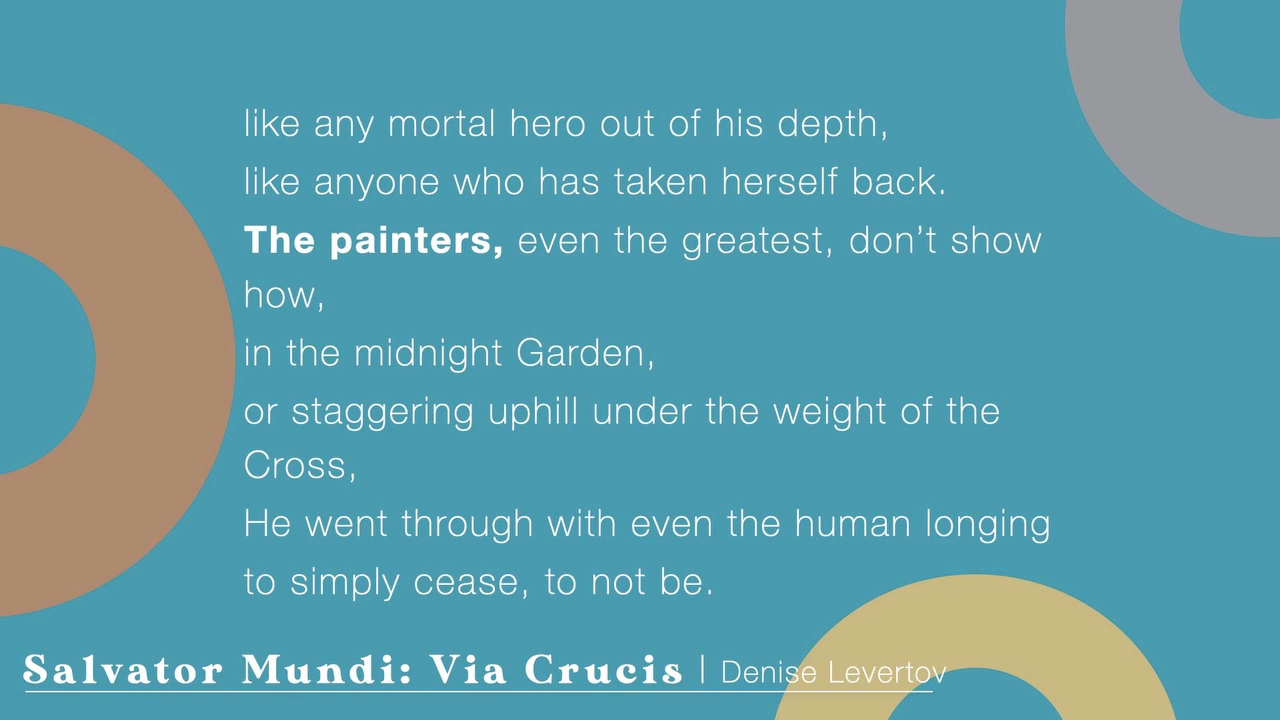 like any mortal hero out of his depth,
like anyone who has taken herself back.
The painters, even the greatest, don’t show
how,
in the midnight Garden,
or staggering uphill under the weight of the
Cross,
He went through with even the human longing
to simply cease, to not be.
Salvator Mundi: Via Crucis | Denise Levertov